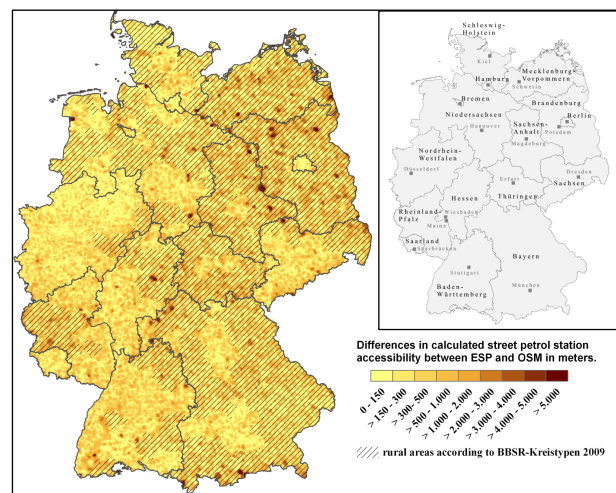 Schleswig-
Holstein
Kiel
Mecklenburg-
Vorpommern
Hamburg
Schwerin
Bremen
Brandenburg
Niedersachsen
Berlin
Hannover
Sachsen-
Anhalt
Potsdam
Magdeburg
Nordrhein-
Westfalen
Düsseldorf
Erfurt
Dresden
Hessen
Thüringen
Sachsen
Rheinland-
Pfalz
Wiesbaden
Mainz
Saarland
Saarbrücken
Bayern
Stuttgart
Baden-
Württemberg
München
Differences in calculated street petrol station
accessibility between ESP and OSM in meters.
0 - 150
> 150 - 300
> 300 - 500
> 500 - 1.000
> 1.000 - 2.000
> 2.000 - 3.000
> 3.000 - 4.000
> 4.000 - 5.000
> 5.000
rural areas according to BBSR-Kreistypen 2009